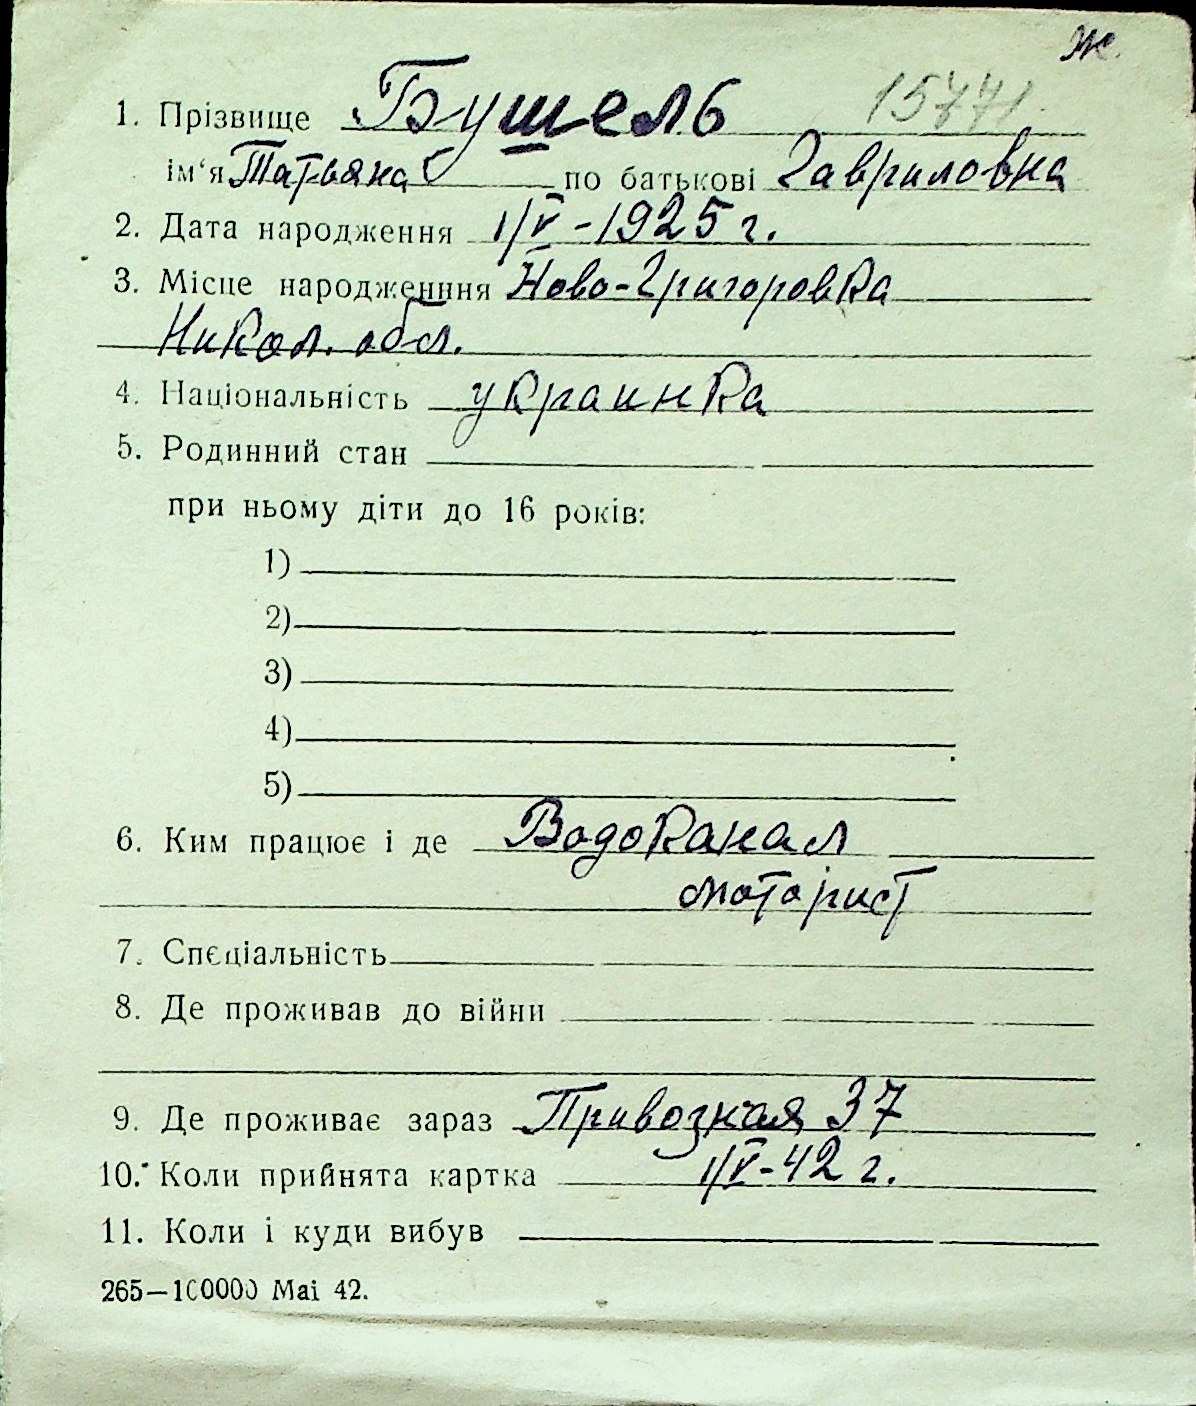 Ж.
1. Прізвище Бушель 15771
ім‘я Татьяна по батькові Гавриловна
2. Дата народження 1/V-1925 г.
3. Місце народженння Ново-Григоровка
Никол. обл.
4. Національність украинка
5. Родинний стан
при ньому діти до 16 років:
1)
2)
3)
4)
5)
6. Ким працює і де Водоканал
моторист
7. Спєціальність
8. Де проживав до війни
9. Де проживає зараз Привозная 37
10. Коли прийнята картка 1/V-42 г.
11. Коли і куди вибув
265—100000 Mai 42.